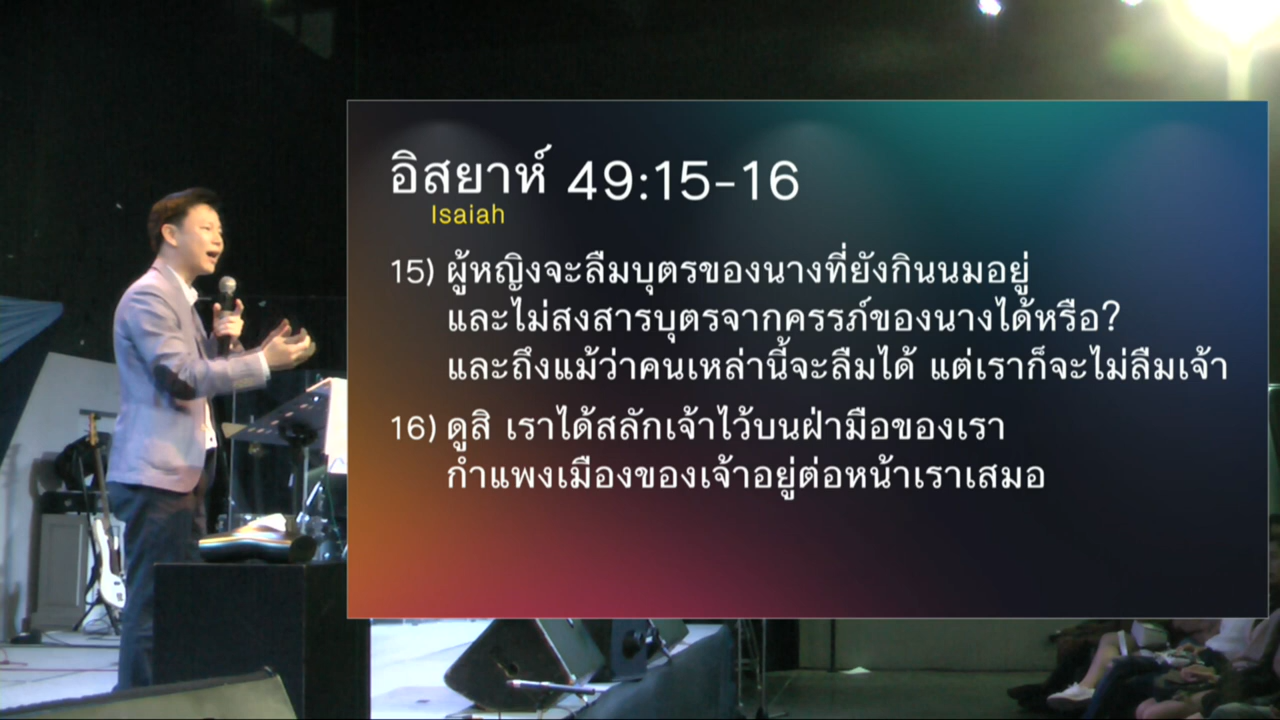 อิสยาห์ 49:15-16
Isaiah
15) ผู้หญิงจะลืมบุตรของนางที่ยังกินนมอยู่
และไม่สงสารบุตรจากครรภ์ของนางได้หรือ?
และถึงแม้ว่าคนเหล่านี้จะลืมได้ แต่เราก็จะไม่ลืมเจ้า
16) ดูสิ เราได้สลักเจ้าไว้บนฝ่ามือของเรา
กำแพงเมืองของเจ้าอยู่ต่อหน้าเราเสมอ